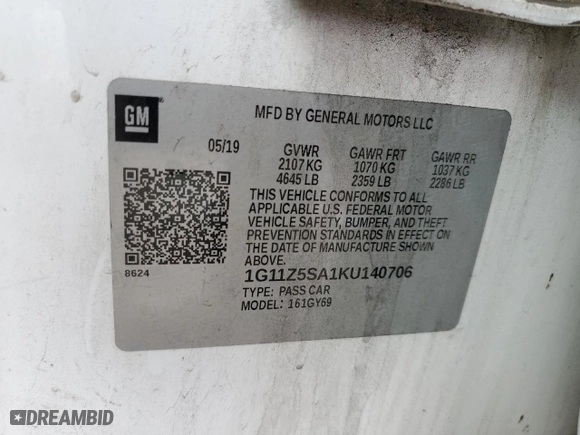 GM
MFD BY GENERAL MOTORS LLC
05/19 GVWR GAWR FRT GAWR RR
2107 KG 1070 KG 1037 KG
4645 LB 2359 LB 2286 LB
THIS VEHICLE CONFORMS TO ALL
APPLICABLE U.S. FEDERAL MOTOR
VEHICLE SAFETY, BUMPER, AND THEFT
PREVENTION STANDARDS IN EFFECT ON
THE DATE OF MANUFACTURE SHOWN
ABOVE.
8624
1G11Z5SA1KU140706
TYPE: PASS CAR
MODEL: 161GY69
DREAMBID